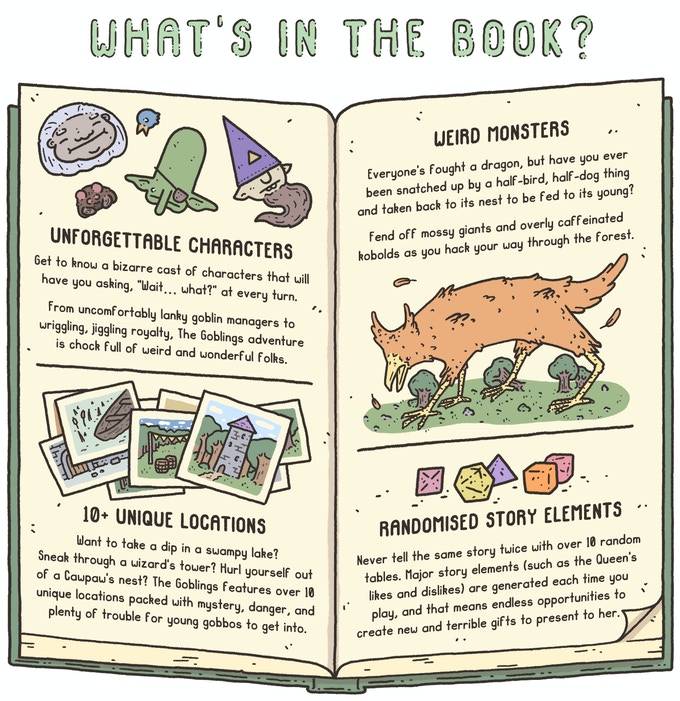 WHAT'S IN THE BOOK?
UNFORGETTABLE CHARACTERS
Get to know a bizarre cast of characters that will
have you asking, "Wait... what?" at every turn.
From uncomfortably lanky goblin managers to
wriggling, jiggling royalty, The Goblings adventure
is chock full of weird and wonderful folks.
10+ UNIQUE LOCATIONS
Want to take a dip in a swampy lake?
Sneak through a wizard's tower? Hurl yourself out
of a Cawpaw's nest? The Goblings features over 10
unique locations packed with mystery, danger, and
plenty of trouble for young gobbos to get into.
WEIRD MONSTERS
Everyone's fought a dragon, but have you ever
been snatched up by a half-bird, half-dog thing
and taken back to its nest to be fed to its young?
Fend off mossy giants and overly caffeinated
kobolds as you hack your way through the forest.
RANDOMISED STORY ELEMENTS
Never tell the same story twice with over 10 random
tables. Major story elements (such as the Queen's
likes and dislikes) are generated each time you
play, and that means endless opportunities to
create new and terrible gifts to present to her.